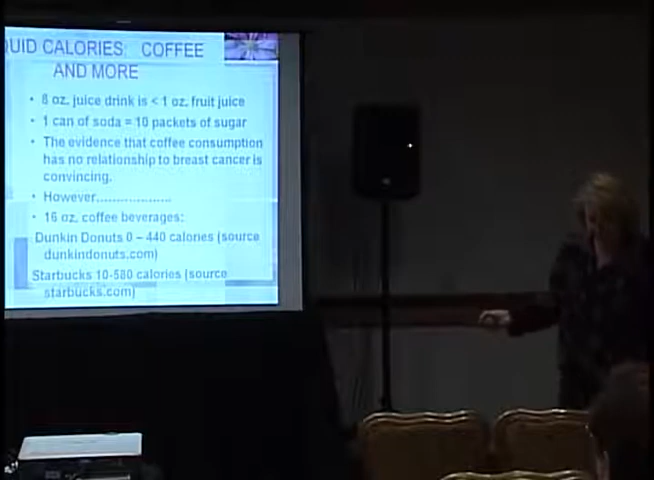 QUID CALORIES: COFFEE
AND MORE
• 8 oz. juice drink is < 1 oz. fruit juice
• 1 can of soda = 10 packets of sugar
• The evidence that coffee consumption
has no relationship to breast cancer is
convincing.
• However...................
• 16 oz. coffee beverages:
Dunkin Donuts 0 – 440 calories (source
dunkindonuts.com)
Starbucks 10-580 calories (source
starbucks.com)